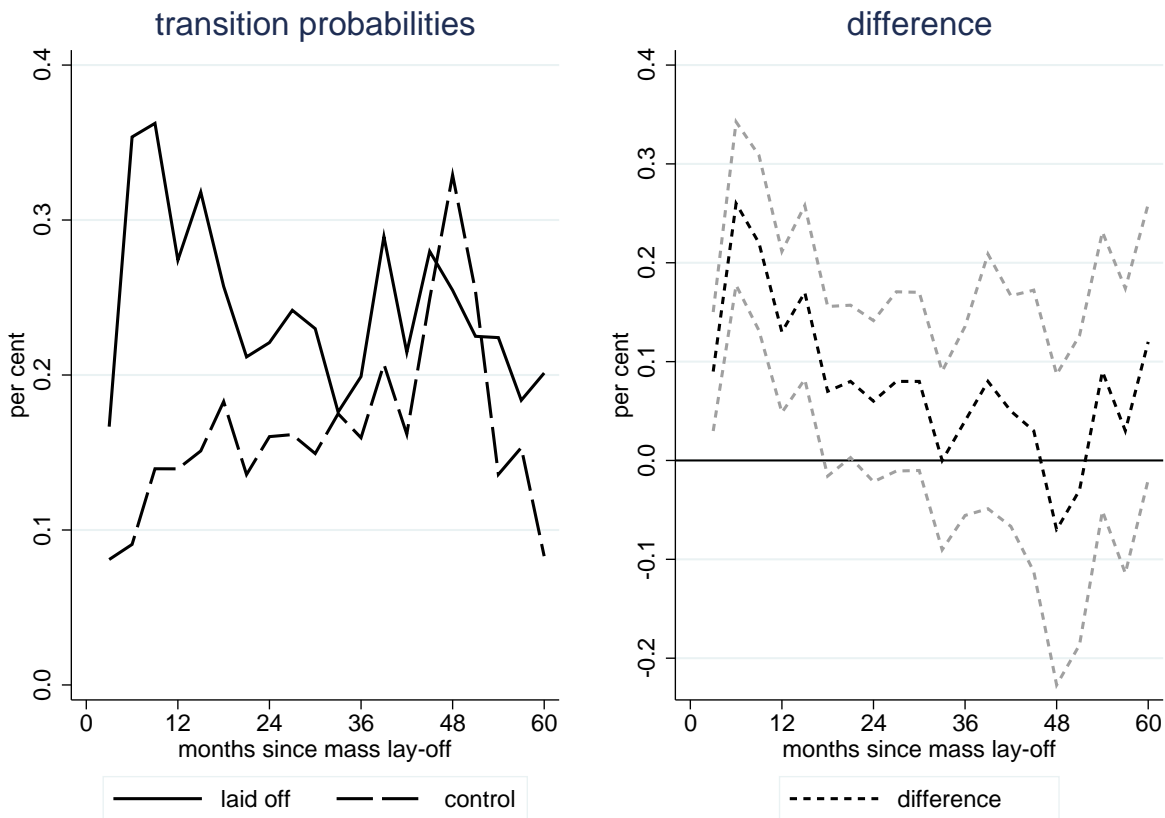 transition probabilities
0.4
0.3
0.2
0.1
0.0
per cent
0 12 24 36 48 60
months since mass lay-off
laid off control
difference
0.4
0.3
0.2
0.1
0.0
-0.1
-0.2
per cent
0 12 24 36 48 60
months since mass lay-off
difference